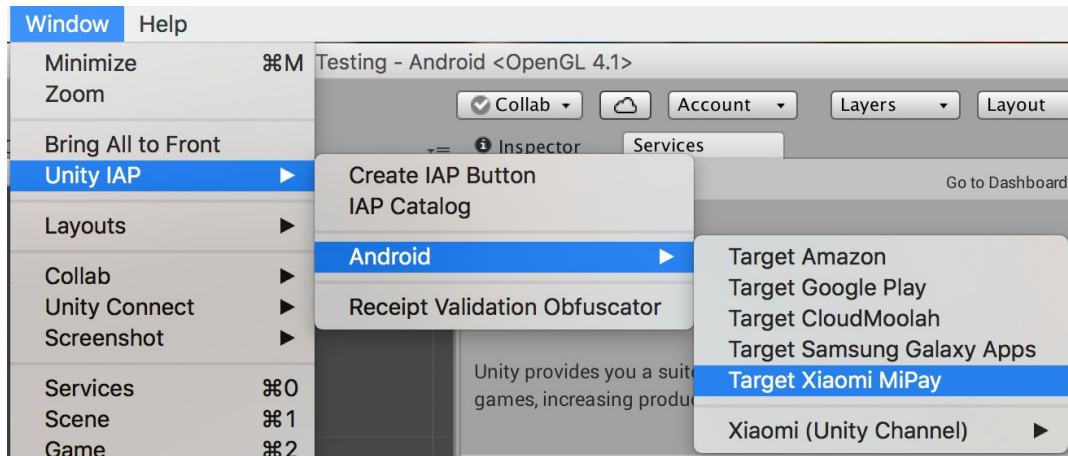 Window Help
Minimize ⌘M
Zoom
Bring All to Front
Unity IAP ▶
Layouts ▶
Collab ▶
Unity Connect ▶
Screenshot ▶
Services ⌘0
Scene ⌘1
Game ⌘2
Testing - Android <OpenGL 4.1>
Collab Account Layers Layout
Inspector Services
Go to Dashboard
Create IAP Button
IAP Catalog
Android ▶
Receipt Validation Obfuscator
Target Amazon
Target Google Play
Target CloudMoolah
Target Samsung Galaxy Apps
Target Xiaomi MiPay
Xiaomi (Unity Channel) ▶
Unity provides you a suit
games, increasing produ